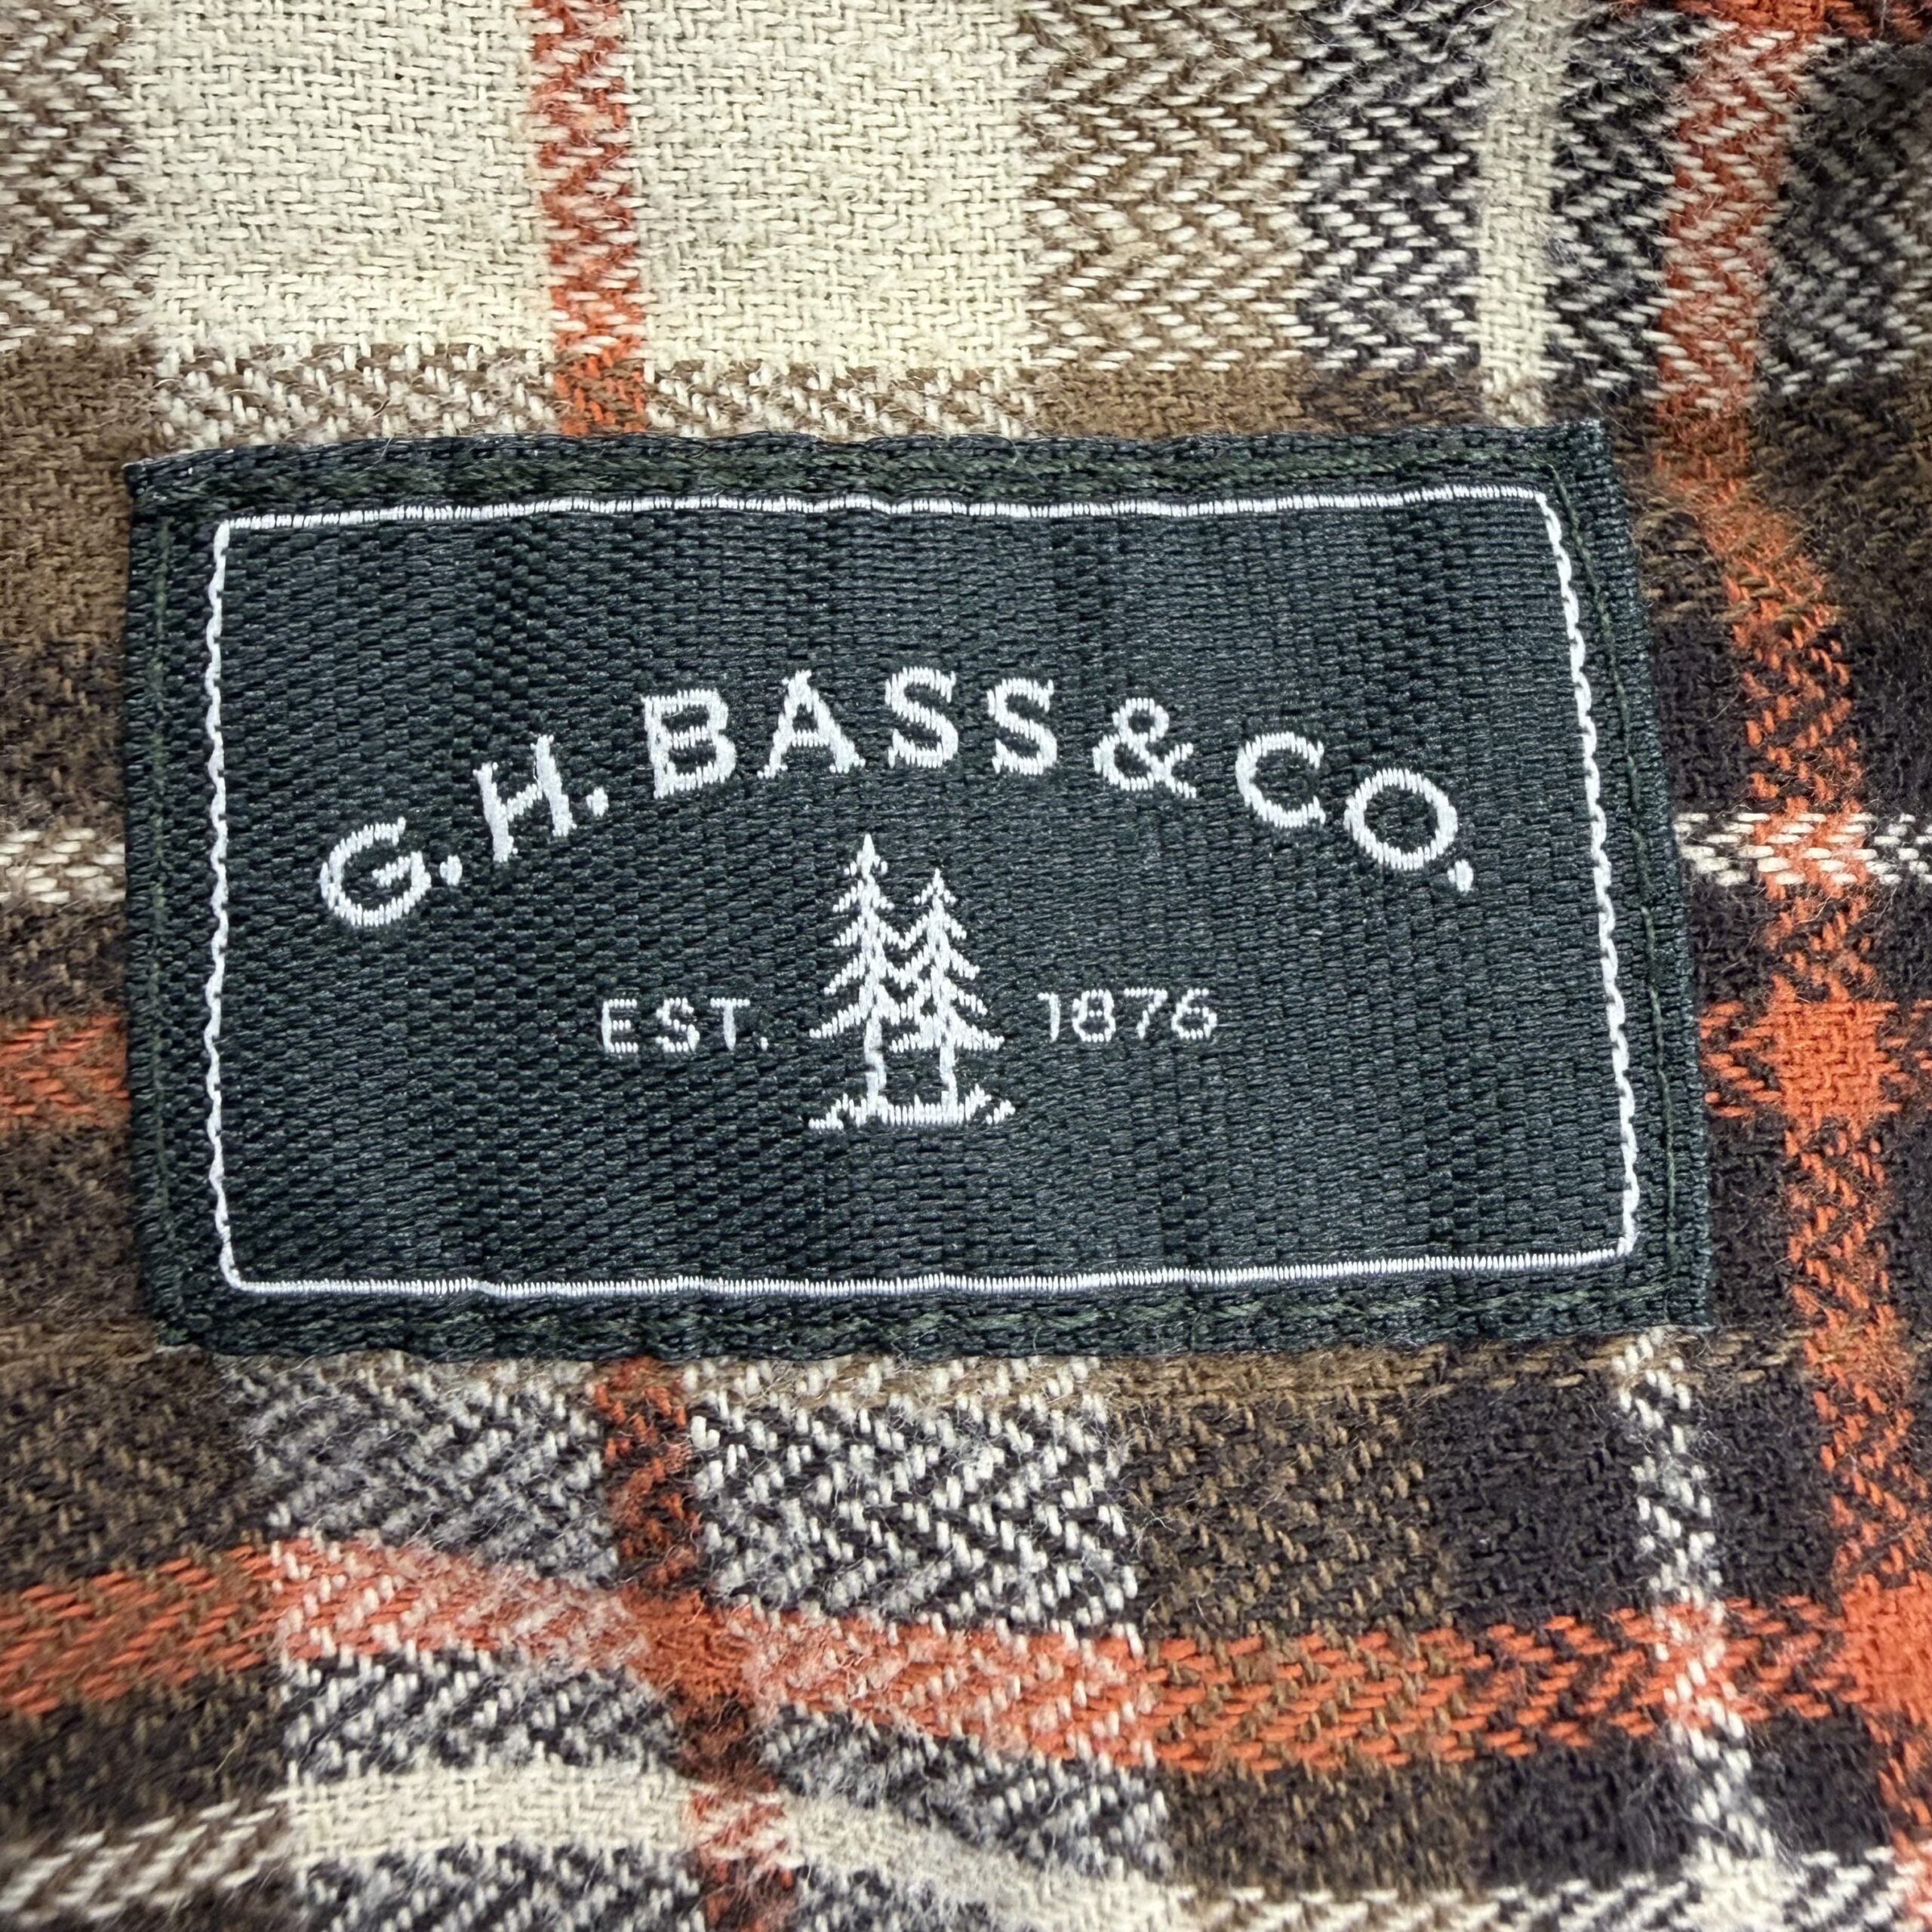 G.H. BASS & CO.
EST. 1876